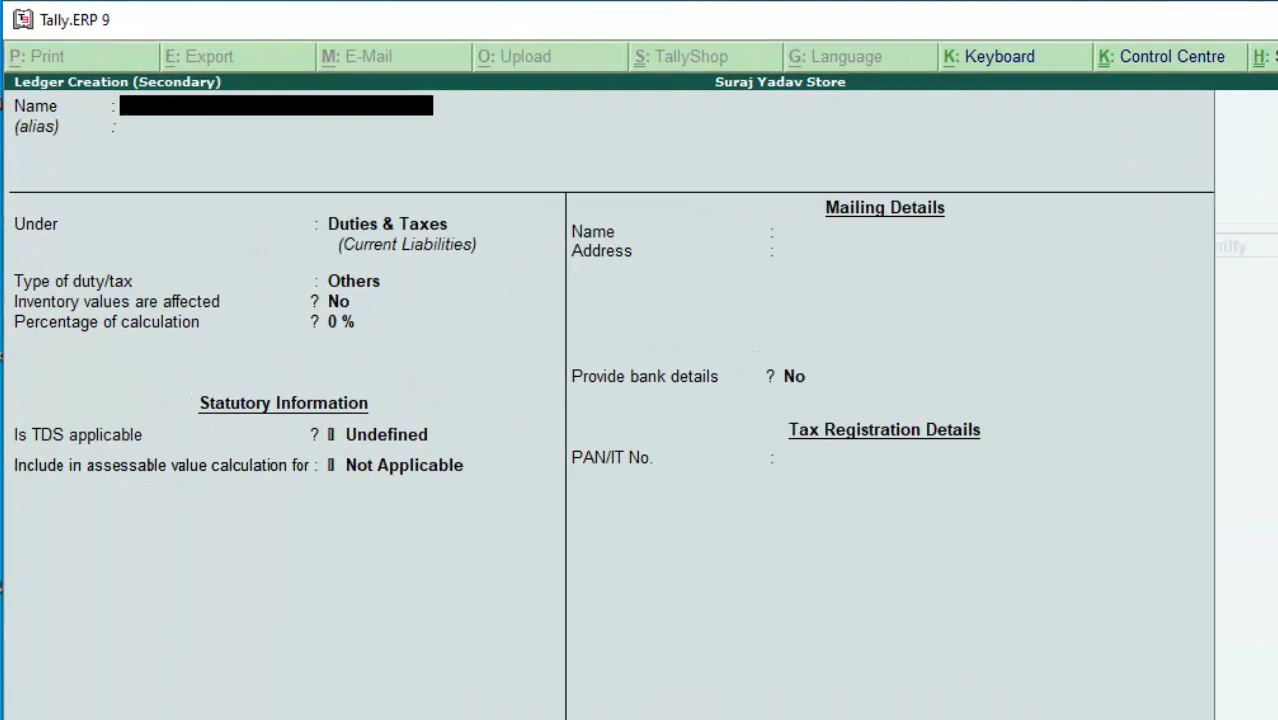 Tally.ERP 9
P: Print E: Export M: E-Mail O: Upload S: TallyShop G: Language K: Keyboard K: Control Centre H:
Ledger Creation (Secondary) Suraj Yadav Store
Name :
(alias) :
Under : Duties & Taxes
(Current Liabilities)
Type of duty/tax : Others
Inventory values are affected ? No
Percentage of calculation ? 0 %
Statutory Information
Is TDS applicable ? Undefined
Include in assessable value calculation for : Not Applicable
Mailing Details
Name :
Address :
Provide bank details ? No
Tax Registration Details
PAN/IT No. :